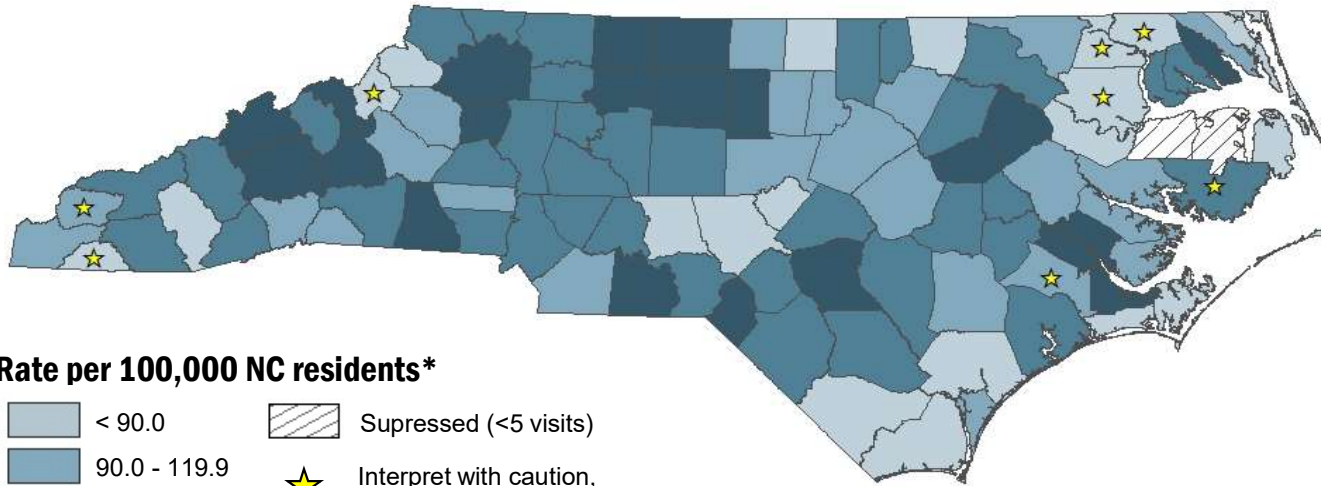 Rate per 100,000 NC residents*
< 90.0
90.0 - 119.9
Supressed (<5 visits)
Interpret with caution,